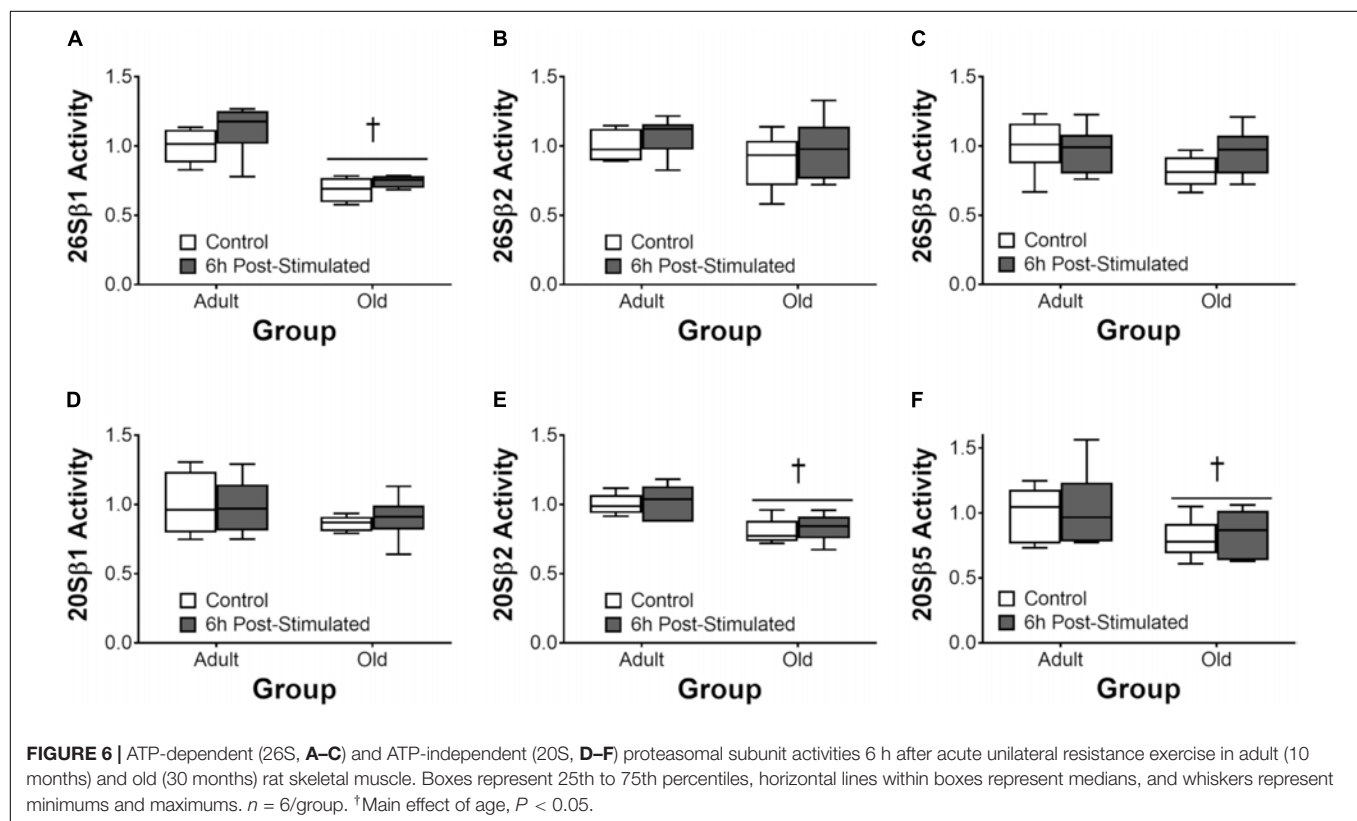 A
26Sβ1 Activity
1.5
1.0
0.5
0.0
†
Control
6h Post-Stimulated
Adult Old
Group
B
26Sβ2 Activity
1.5
1.0
0.5
0.0
Control
6h Post-Stimulated
Adult Old
Group
C
26Sβ5 Activity
1.5
1.0
0.5
0.0
Control
6h Post-Stimulated
Adult Old
Group
D
20Sβ1 Activity
1.5
1.0
0.5
0.0
Control
6h Post-Stimulated
Adult Old
Group
E
20Sβ2 Activity
1.5
1.0
0.5
0.0
†
Control
6h Post-Stimulated
Adult Old
Group
F
20Sβ5 Activity
1.5
1.0
0.5
0.0
†
Control
6h Post-Stimulated
Adult Old
Group
FIGURE 6 | ATP-dependent (26S, A–C) and ATP-independent (20S, D–F) proteasomal subunit activities 6 h after acute unilateral resistance exercise in adult (10
months) and old (30 months) rat skeletal muscle. Boxes represent 25th to 75th percentiles, horizontal lines within boxes represent medians, and whiskers represent
minimums and maximums. n = 6/group. †Main effect of age, P < 0.05.